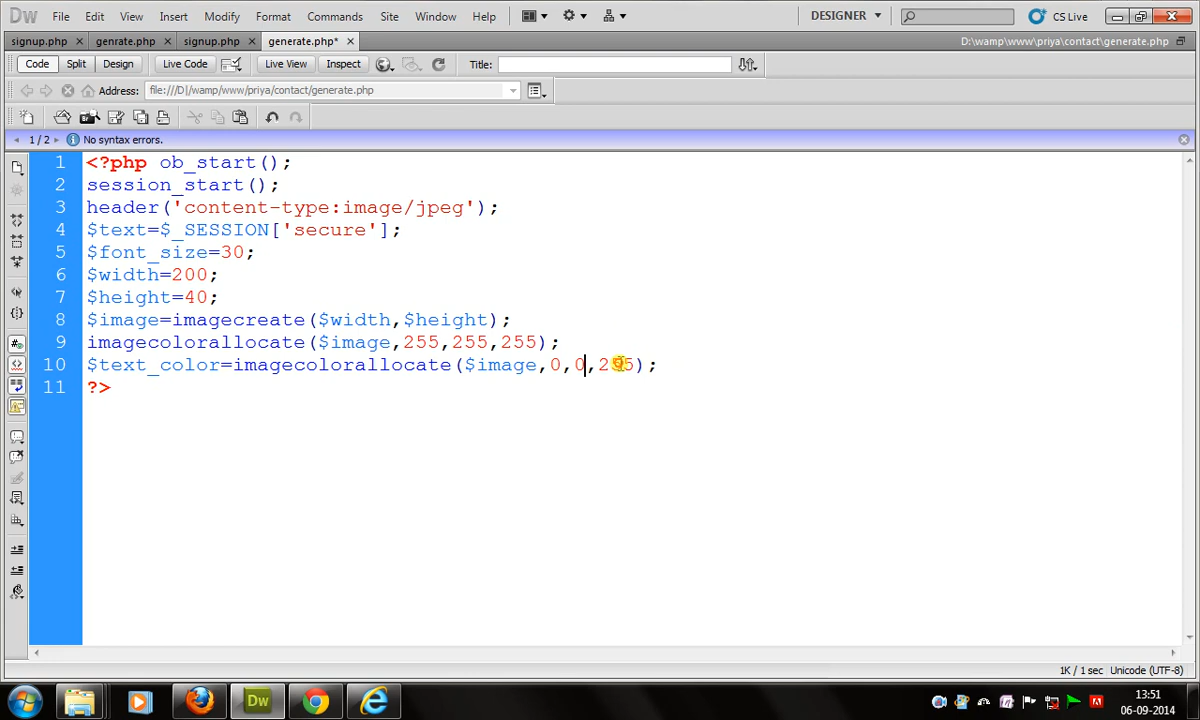 Dw File Edit View Insert Modify Format Commands Site Window Help DESIGNER CS Live
signup.php genrate.php signup.php generate.php* D:\wamp\www\priya\contact\generate.php
Code Split Design Live Code Live View Inspect Title:
Address: file:///D|/wamp/www/priya/contact/generate.php
1 / 2 No syntax errors.
1 <?php ob_start();
2 session_start();
3 header('content-type:image/jpeg');
4 $text=$_SESSION['secure'];
5 $font_size=30;
6 $width=200;
7 $height=40;
8 $image=imagecreate($width,$height);
9 imagecolorallocate($image,255,255,255);
10 $text_color=imagecolorallocate($image,0,0,255);
11 ?>
1K / 1 sec Unicode (UTF-8)
Dw 13:51
06-09-2014